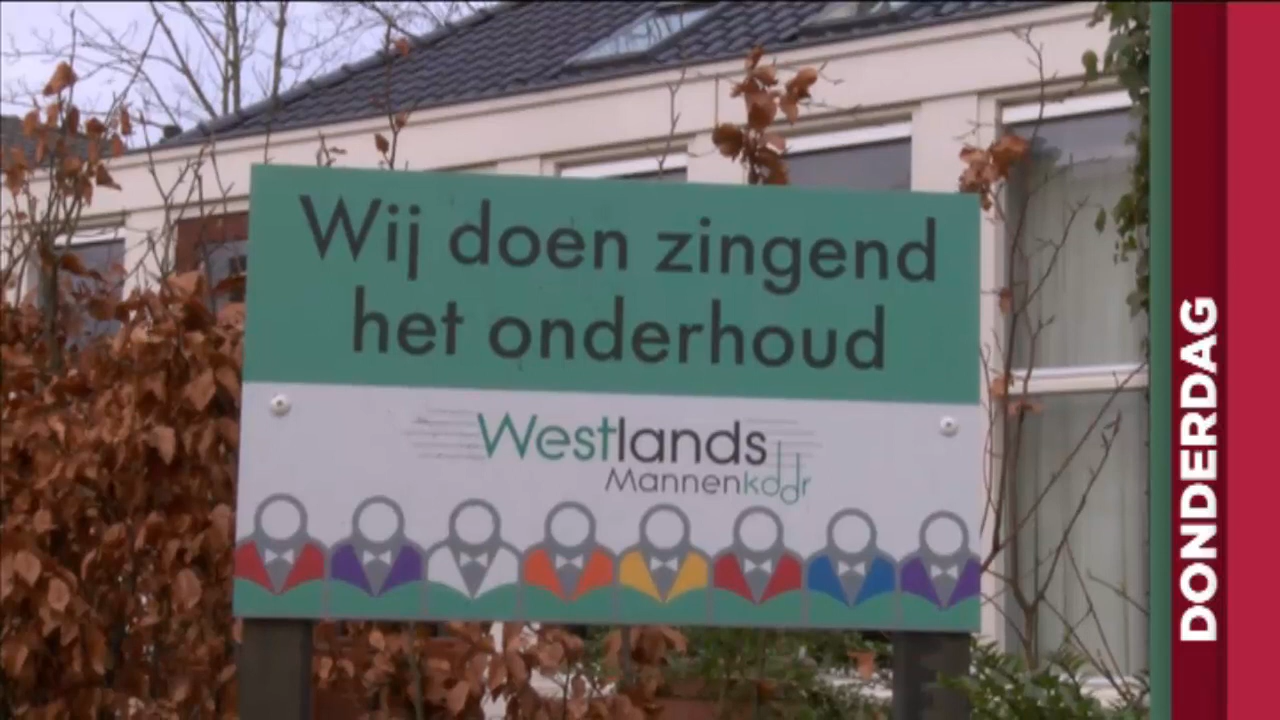 Wij doen zingend
het onderhoud
Westlands
Mannenkoor
DONDERDAG